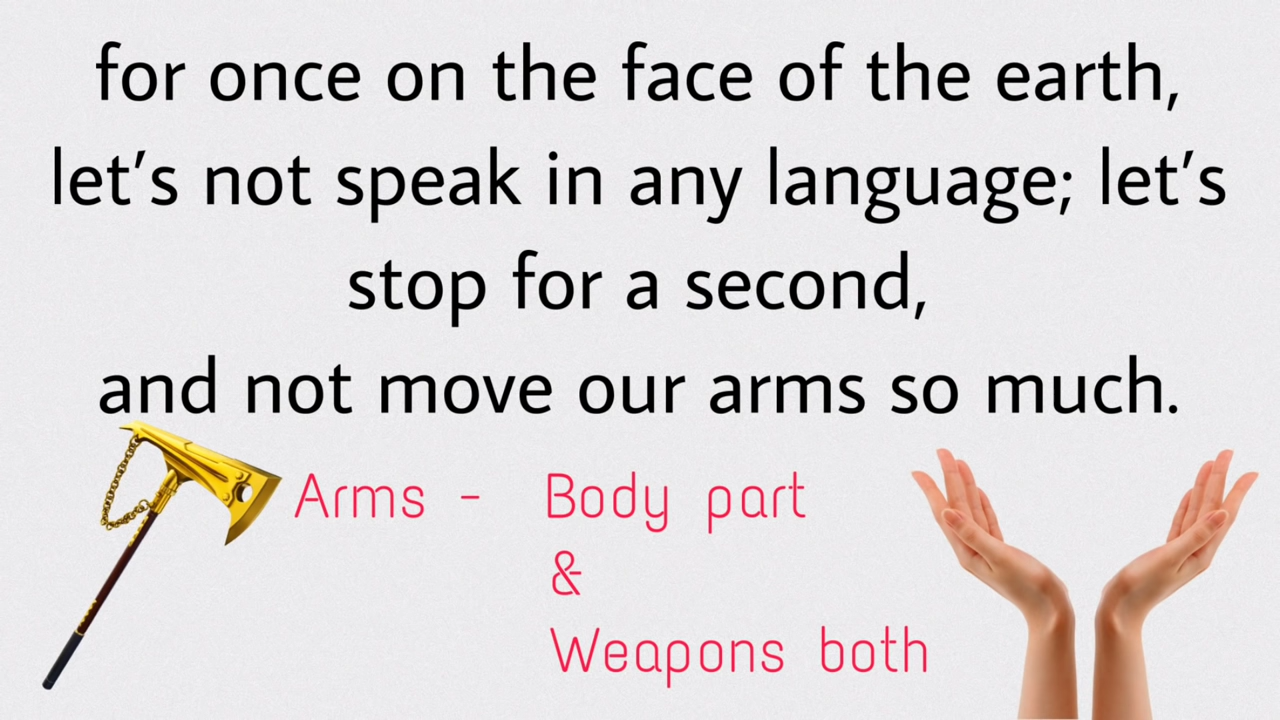 for once on the face of the earth,
let’s not speak in any language; let’s
stop for a second,
and not move our arms so much.
Arms - Body part
&
Weapons both